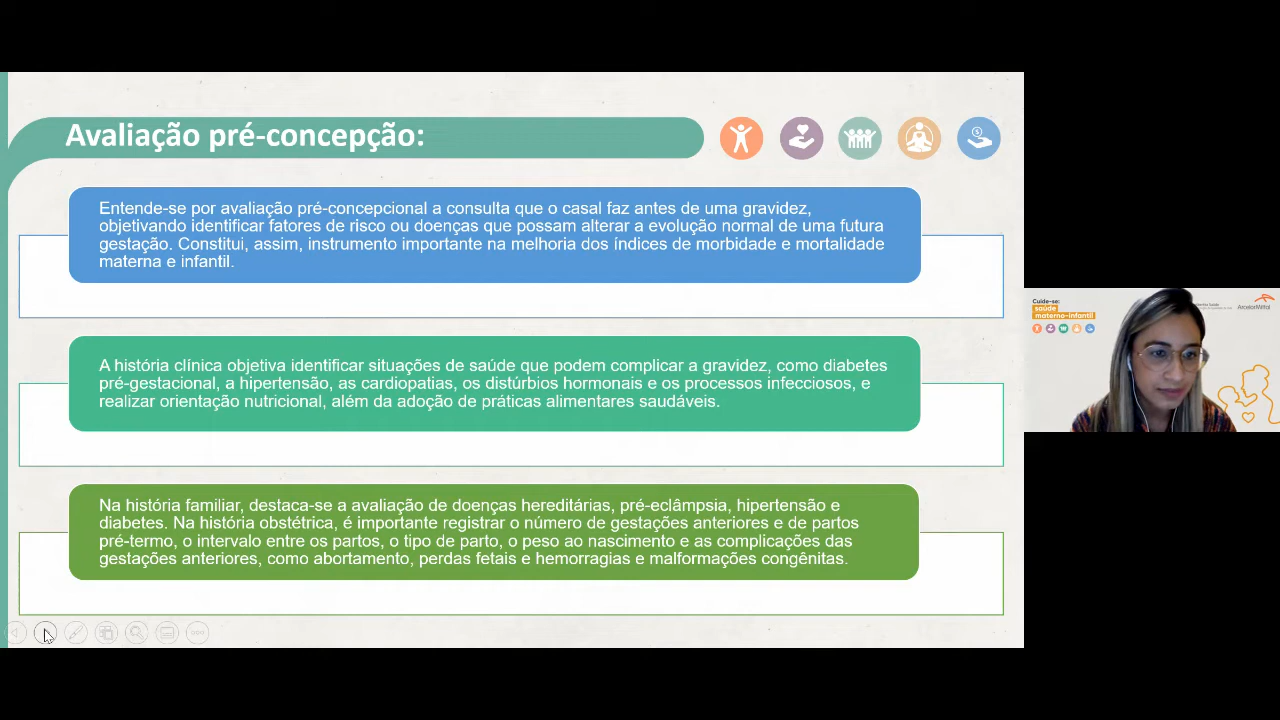 Avaliação pré-concepção:
Entende-se por avaliação pré-concepcional a consulta que o casal faz antes de uma gravidez,
objetivando identificar fatores de risco ou doenças que possam alterar a evolução normal de uma futura
gestação. Constitui, assim, instrumento importante na melhoria dos índices de morbidade e mortalidade
materna e infantil.
A história clínica objetiva identificar situações de saúde que podem complicar a gravidez, como diabetes
pré-gestacional, a hipertensão, as cardiopatias, os distúrbios hormonais e os processos infecciosos, e
realizar orientação nutricional, além da adoção de práticas alimentares saudáveis.
Na história familiar, destaca-se a avaliação de doenças hereditárias, pré-eclâmpsia, hipertensão e
diabetes. Na história obstétrica, é importante registrar o número de gestações anteriores e de partos
pré-termo, o intervalo entre os partos, o tipo de parto, o peso ao nascimento e as complicações das
gestações anteriores, como abortamento, perdas fetais e hemorragias e malformações congênitas.
Cuide-se:
saúde
materno-infantil
ArcelorMittal